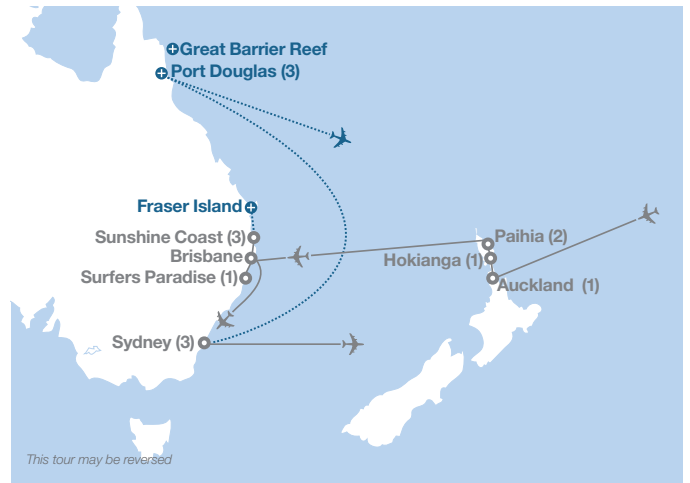 Great Barrier Reef
Port Douglas (3)
Fraser Island
Sunshine Coast (3)
Brisbane
Surfers Paradise (1)
Sydney (3)
Paihia (2)
Hokianga (1)
Auckland (1)
This tour may be reversed